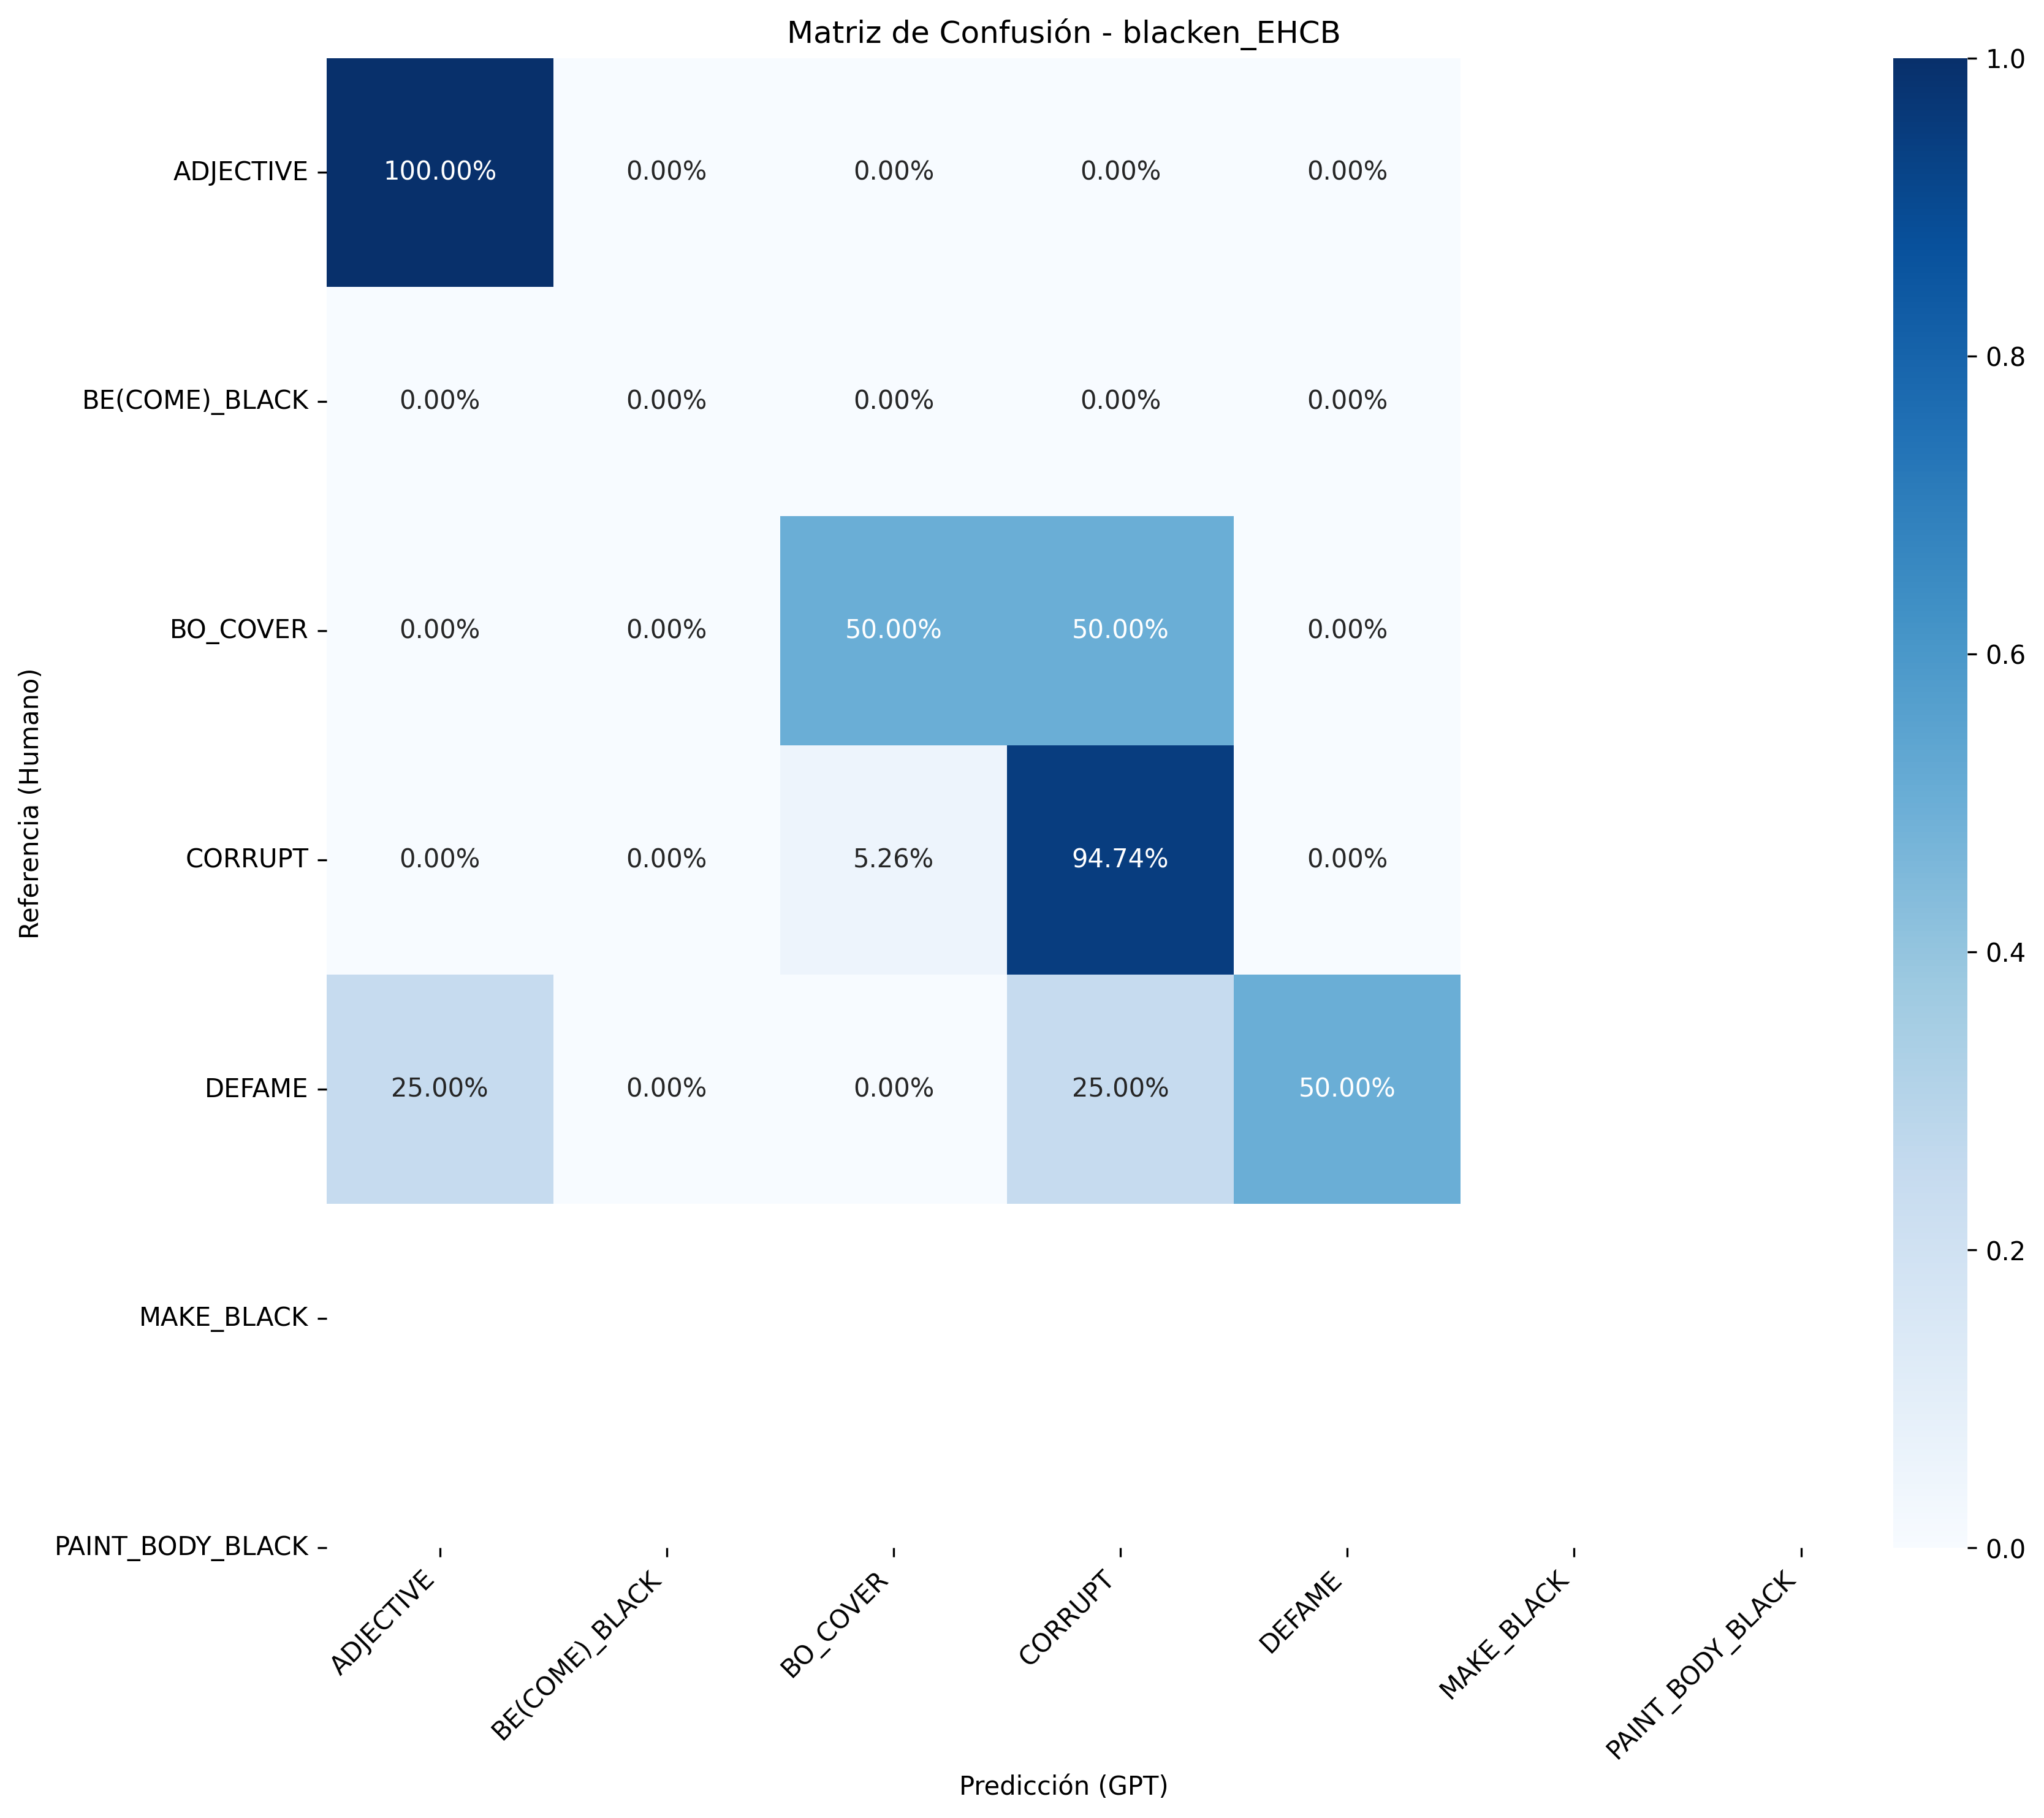 Matriz de Confusión - blacken_EHCB
ADJECTIVE 100.00% 0.00% 0.00% 0.00% 0.00%
BE(COME)_BLACK 0.00% 0.00% 0.00% 0.00% 0.00%
BO_COVER 0.00% 0.00% 50.00% 50.00% 0.00%
CORRUPT 0.00% 0.00% 5.26% 94.74% 0.00%
DEFAME 25.00% 0.00% 0.00% 25.00% 50.00%
MAKE_BLACK
PAINT_BODY_BLACK
Referencia (Humano)
ADJECTIVE
BE(COME)_BLACK
BO_COVER
CORRUPT
DEFAME
MAKE_BLACK
PAINT_BODY_BLACK
Predicción (GPT)
1.0
0.8
0.6
0.4
0.2
0.0